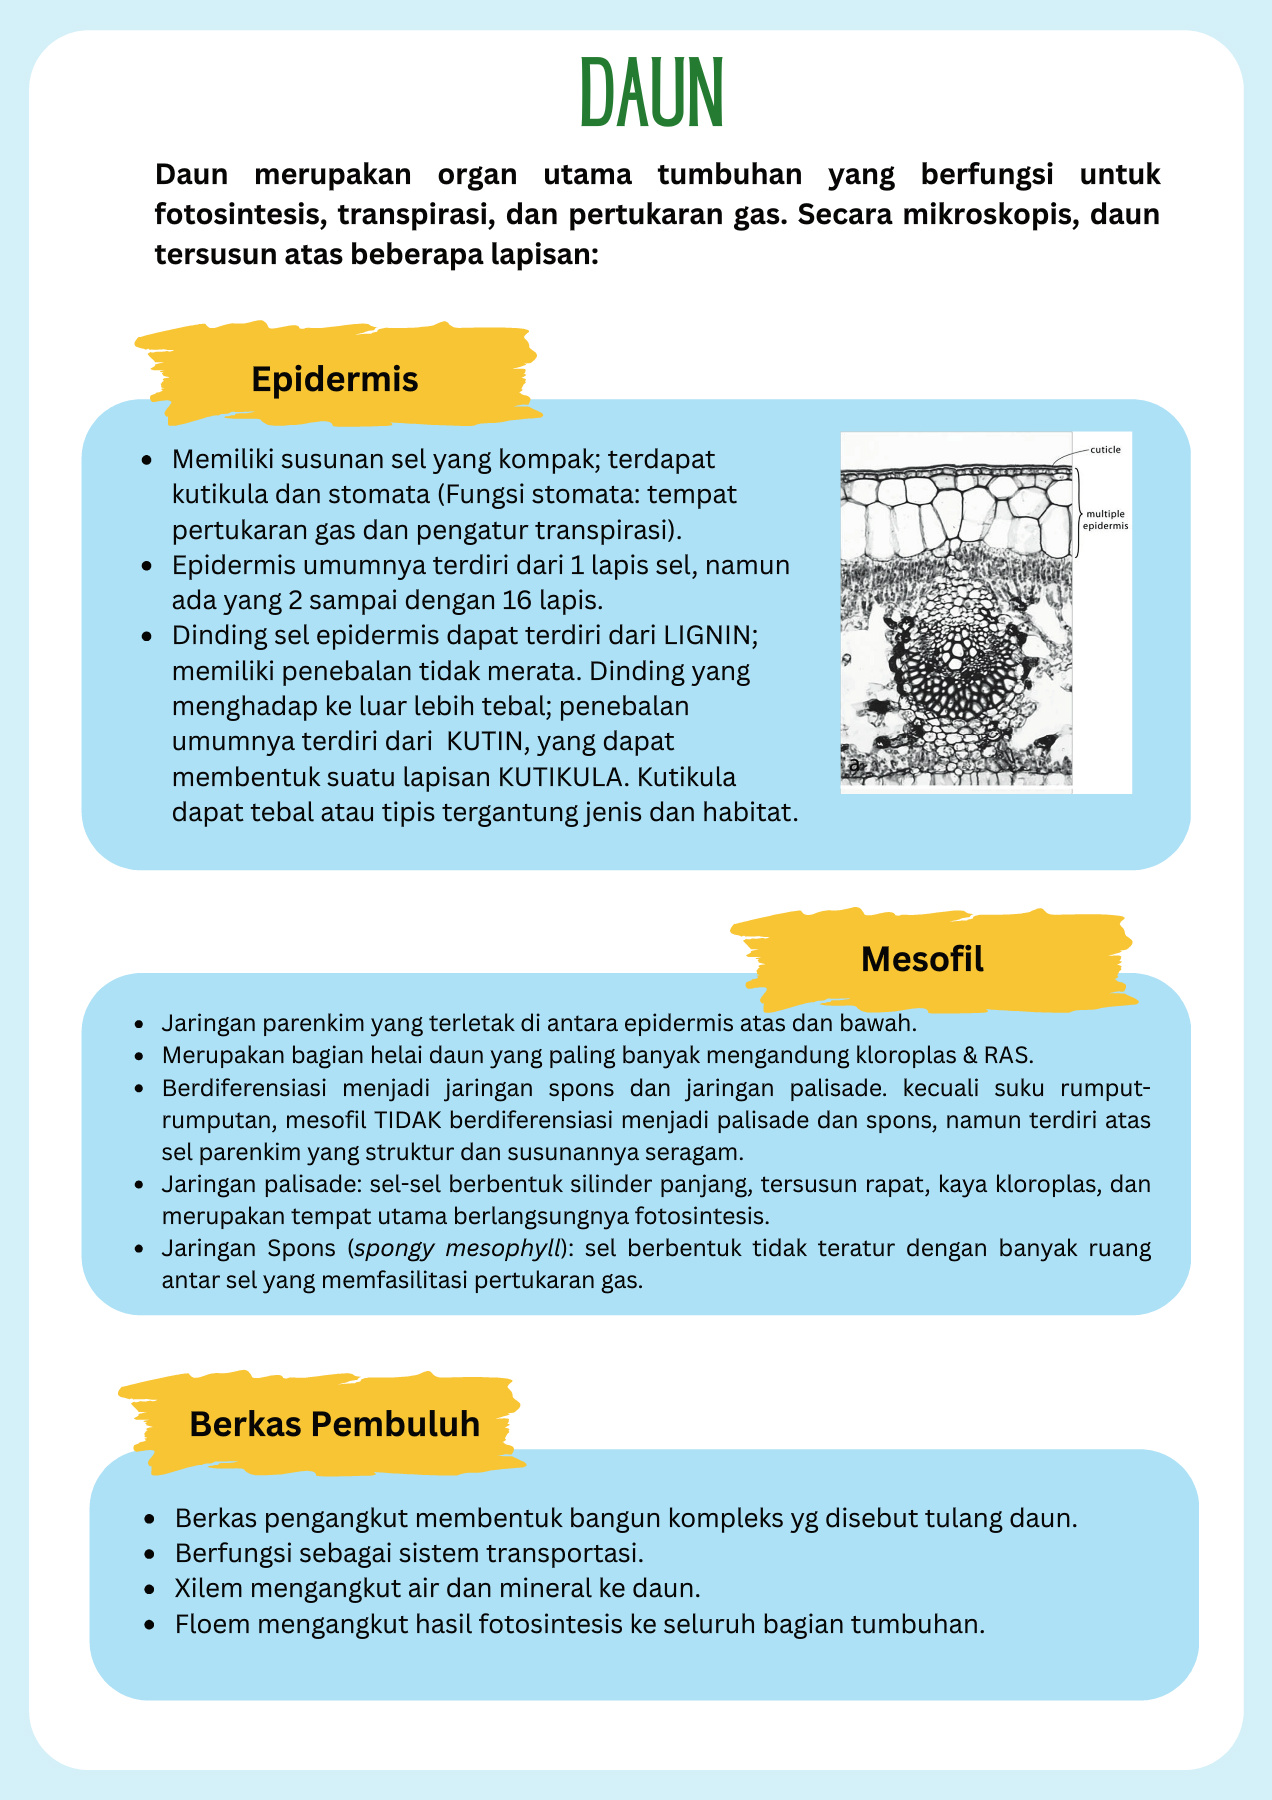 DAUN
Daun merupakan organ utama tumbuhan yang berfungsi untuk
fotosintesis, transpirasi, dan pertukaran gas. Secara mikroskopis, daun
tersusun atas beberapa lapisan:
Epidermis
• Memiliki susunan sel yang kompak; terdapat
kutikula dan stomata (Fungsi stomata: tempat
pertukaran gas dan pengatur transpirasi).
• Epidermis umumnya terdiri dari 1 lapis sel, namun
ada yang 2 sampai dengan 16 lapis.
• Dinding sel epidermis dapat terdiri dari LIGNIN;
memiliki penebalan tidak merata. Dinding yang
menghadap ke luar lebih tebal; penebalan
umumnya terdiri dari KUTIN, yang dapat
membentuk suatu lapisan KUTIKULA. Kutikula
dapat tebal atau tipis tergantung jenis dan habitat.
cuticle
multiple
epidermis
a
Mesofil
• Jaringan parenkim yang terletak di antara epidermis atas dan bawah.
• Merupakan bagian helai daun yang paling banyak mengandung kloroplas & RAS.
• Berdiferensiasi menjadi jaringan spons dan jaringan palisade. kecuali suku rumput-
rumputan, mesofil TIDAK berdiferensiasi menjadi palisade dan spons, namun terdiri atas
sel parenkim yang struktur dan susunannya seragam.
• Jaringan palisade: sel-sel berbentuk silinder panjang, tersusun rapat, kaya kloroplas, dan
merupakan tempat utama berlangsungnya fotosintesis.
• Jaringan Spons (spongy mesophyll): sel berbentuk tidak teratur dengan banyak ruang
antar sel yang memfasilitasi pertukaran gas.
Berkas Pembuluh
• Berkas pengangkut membentuk bangun kompleks yg disebut tulang daun.
• Berfungsi sebagai sistem transportasi.
• Xilem mengangkut air dan mineral ke daun.
• Floem mengangkut hasil fotosintesis ke seluruh bagian tumbuhan.